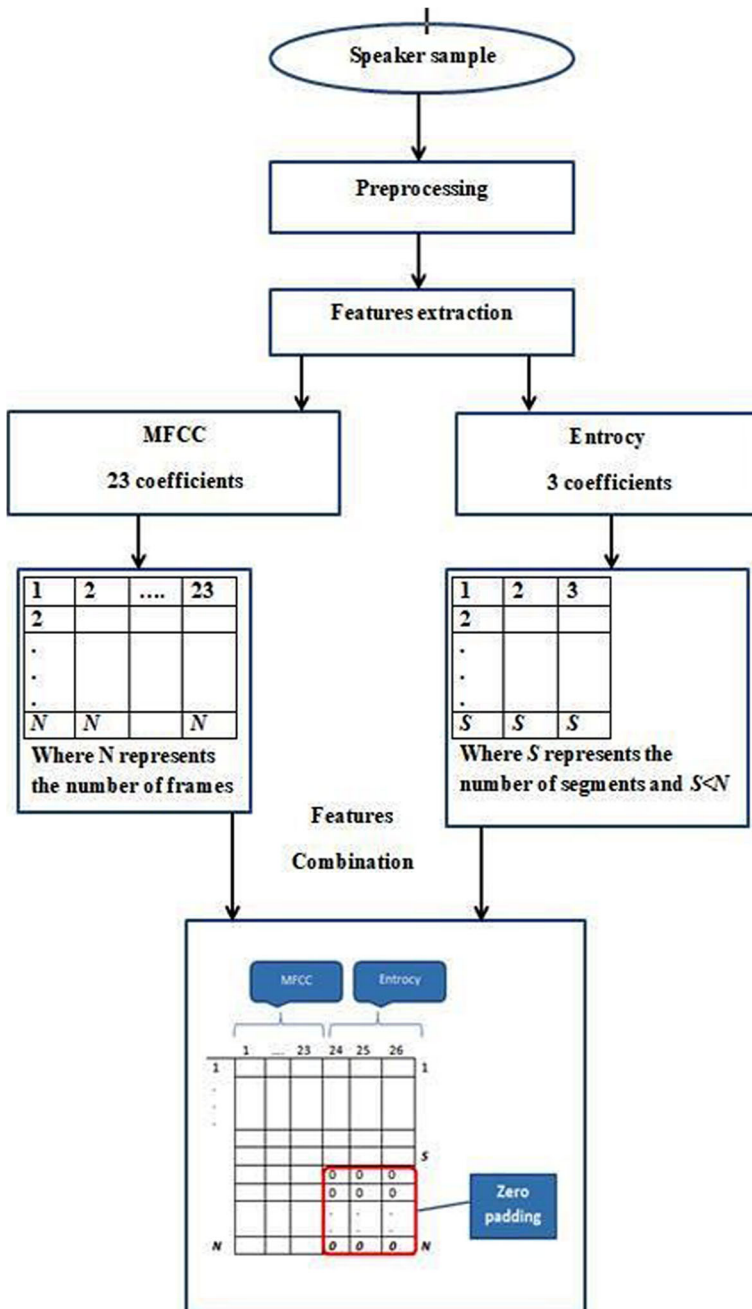 Speaker sample
Preprocessing
Features extraction
MFCC
23 coefficients
Entrocy
3 coefficients
1 2 .... 23
2
.
.
.
N N N
Where N represents
the number of frames
1 2 3
2
.
.
.
S S S
Where S represents the
number of segments and S<N
Features
Combination
MFCC Entrocy
1 .... 23 24 25 26
1 1
.
.
.
.
S
0 0 0
0 0 0
. . .
. . .
N 0 0 0 N
Zero
padding